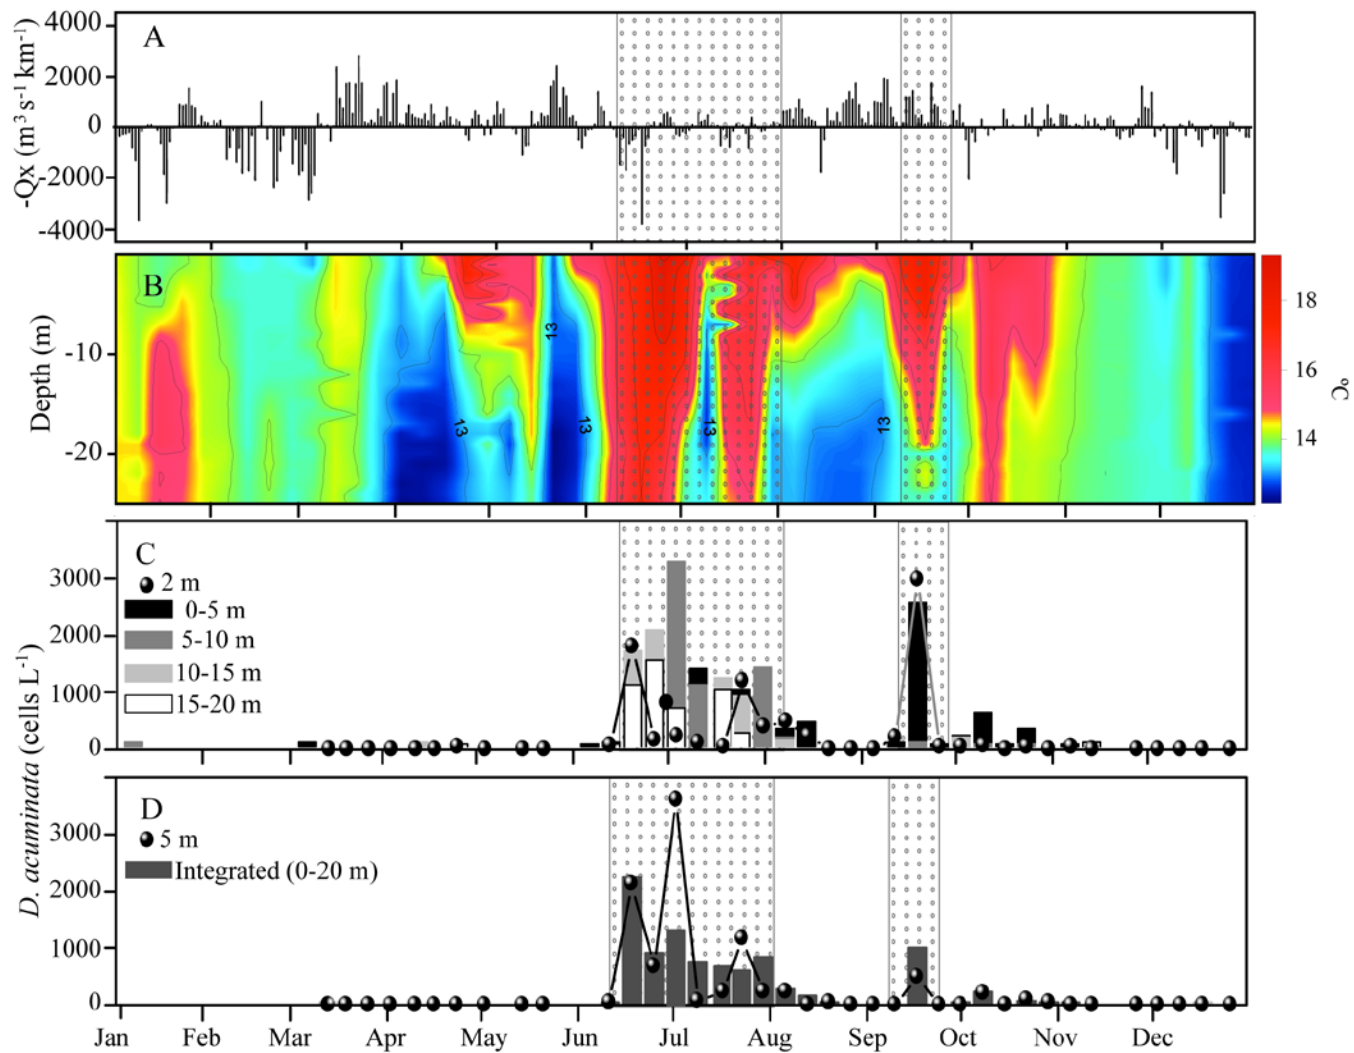 A
-Qx (m³ s⁻¹ km⁻¹)
4000
2000
0
-2000
-4000
B
Depth (m)
-10
-20
13
13
13
13
13
18
16
14
°C
C
2 m
0-5 m
5-10 m
10-15 m
15-20 m
3000
2000
1000
0
D. acuminata (cells L⁻¹)
D
5 m
Integrated (0-20 m)
3000
2000
1000
0
Jan Feb Mar Apr May Jun Jul Aug Sep Oct Nov Dec